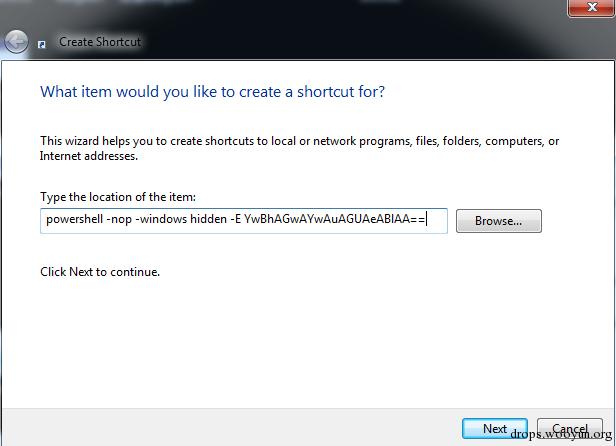 Create Shortcut
What item would you like to create a shortcut for?
This wizard helps you to create shortcuts to local or network programs, files, folders, computers, or
Internet addresses.
Type the location of the item:
powershell -nop -windows hidden -E YwBhAGwAYwAuAGUAeABlAA==
Browse...
Click Next to continue.
Next
Cancel
drops.wooyun.org